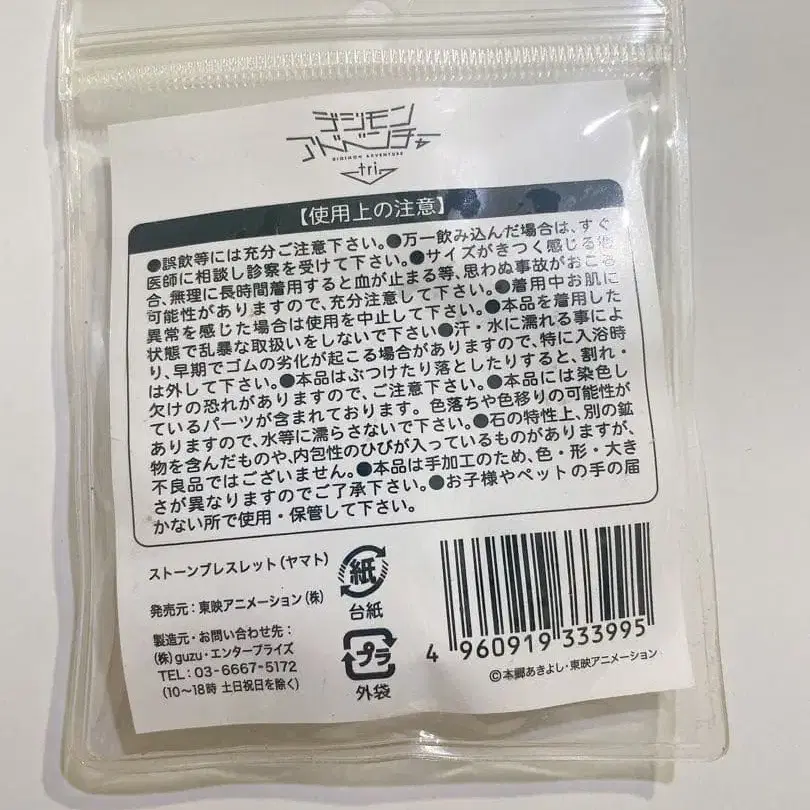 デジモン
アドベンチャー
DIGIMON ADVENTURE
tri.
【使用上の注意】
●誤飲等には充分ご注意下さい。●万一飲み込んだ場合は、すぐ
医師に相談し診察を受けて下さい。●サイズがきつく感じる場
合、無理に長時間着用すると血が止まる等、思わぬ事故がおこる
可能性がありますので、充分注意して下さい。●着用中お肌に
異常を感じた場合は使用を中止して下さい。●本品を着用した
状態で乱暴な取扱いをしないで下さい●汗・水に濡れる事によ
り、早期でゴムの劣化が起こる場合がありますので、特に入浴時
は外して下さい。●本品はぶつけたり落としたりすると、割れ・
欠けの恐れがありますので、ご注意下さい。●本品には染色し
ているパーツが含まれております。色落ちや色移りの可能性が
ありますので、水等に濡らさないで下さい。●石の特性上、別の鉱
物を含んだものや、内包性のひびが入っているものがありますが、
不良品ではございません。●本品は手加工のため、色・形・大き
さが異なりますのでご了承下さい。●お子様やペットの手の届
かない所で使用・保管して下さい。
ストーンブレスレット(ヤマト)
発売元:東映アニメーション(株)
製造元・お問い合わせ先:
(株)guzu・エンタープライズ
TEL:03-6667-5172
(10〜18時 土日祝日を除く)
紙
台紙
プラ
外袋
4 960919 333995
©本郷あきよし・東映アニメーション